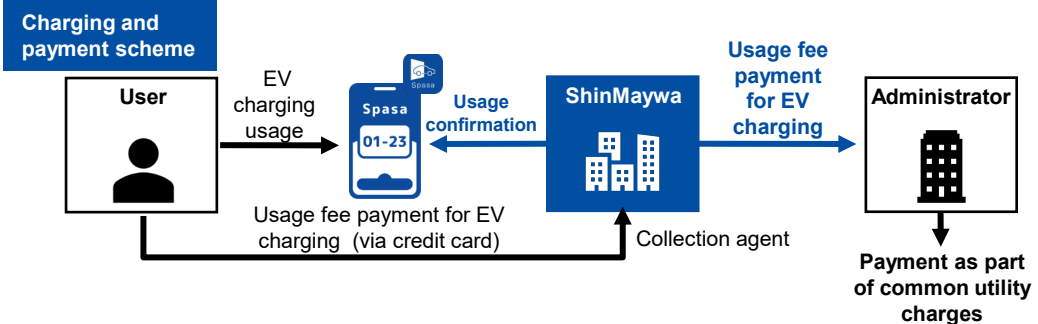 Charging and
payment scheme
User
EV
charging
usage
Spasa
Spasa
01-23
Usage
confirmation
ShinMaywa
Usage fee
payment
for EV
charging
Administrator
Usage fee payment for EV
charging (via credit card)
Collection agent
Payment as part
of common utility
charges